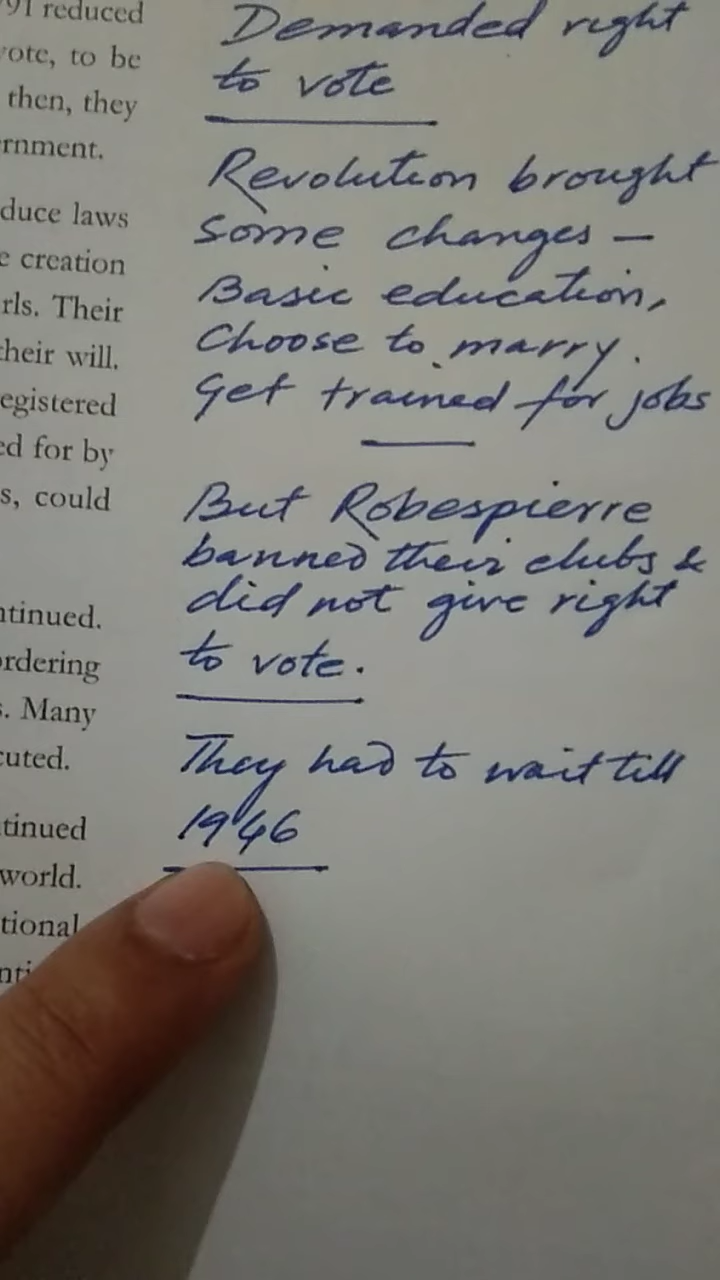 91 reduced
vote, to be
then, they
ernment.
duce laws
e creation
rls. Their
their will.
egistered
ed for by
s, could
ntinued.
ordering
s. Many
cuted.
tinued
world.
tional
Demanded right
to vote
Revolution brought
some changes –
Basic education,
Choose to marry.
Get trained for jobs
But Robespierre
banned their clubs &
did not give right
to vote.
They had to wait till
1946